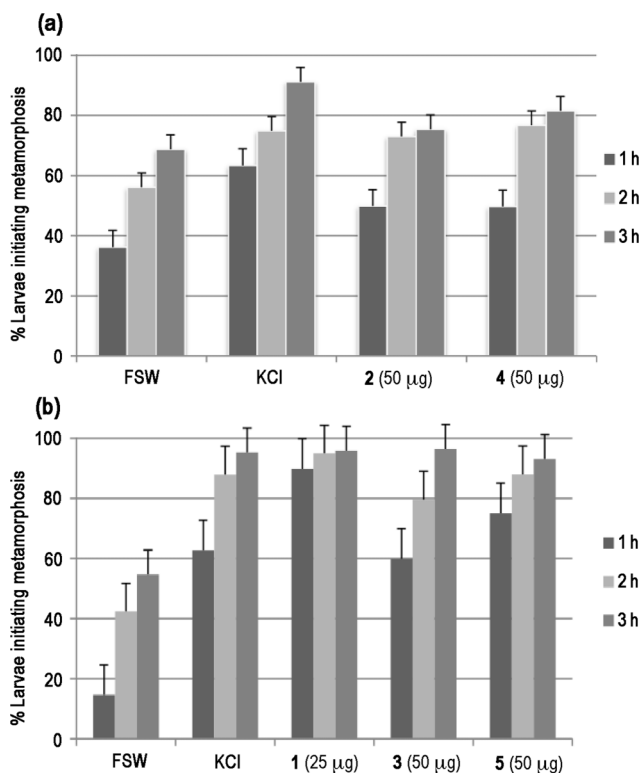 (a)
% Larvae initiating metamorphosis
100
80
60
40
20
0
FSW KCl 2 (50 µg) 4 (50 µg)
1 h
2 h
3 h
(b)
% Larvae initiating metamorphosis
100
80
60
40
20
0
FSW KCl 1 (25 µg) 3 (50 µg) 5 (50 µg)
1 h
2 h
3 h